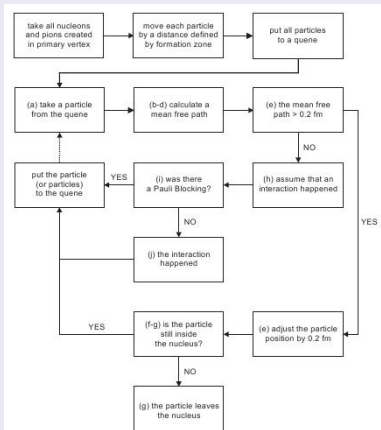 take all nucleons
and pions created
in primary vertex
move each particle
by a distance defined
by formation zone
put all particles
to a quene
(a) take a particle
from the quene
(b-d) calculate a
mean free path
(e) the mean free
path > 0.2 fm
NO
YES
put the particle
(or particles)
to the quene
YES
(i) was there
a Pauli Blocking?
(h) assume that an
interaction happened
NO
(j) the interaction
happened
YES
(f-g) is the particle
still inside
the nucleus?
(e) adjust the particle
position by 0.2 fm
NO
(g) the particle leaves
the nucleus